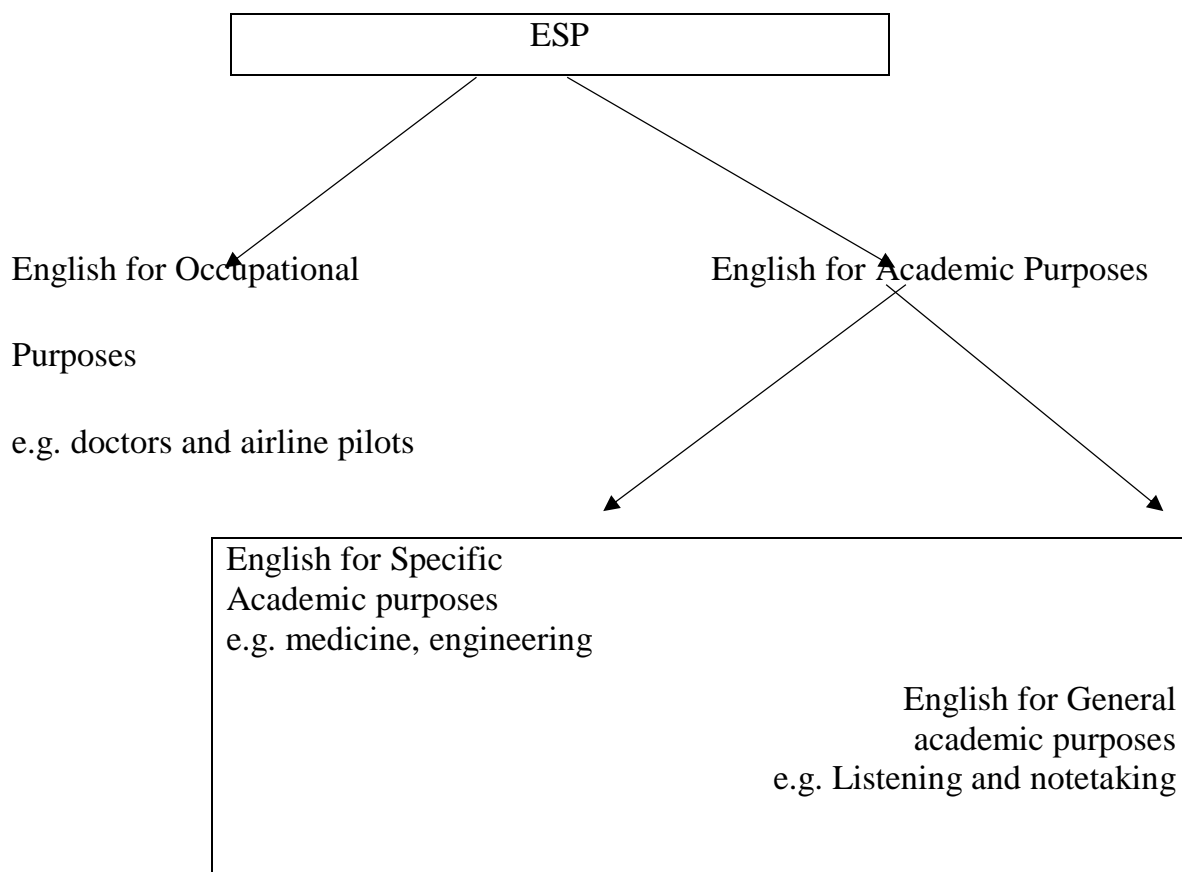 ESP
English for Occupational
Purposes
e.g. doctors and airline pilots
English for Academic Purposes
English for Specific
Academic purposes
e.g. medicine, engineering
English for General
academic purposes
e.g. Listening and notetaking